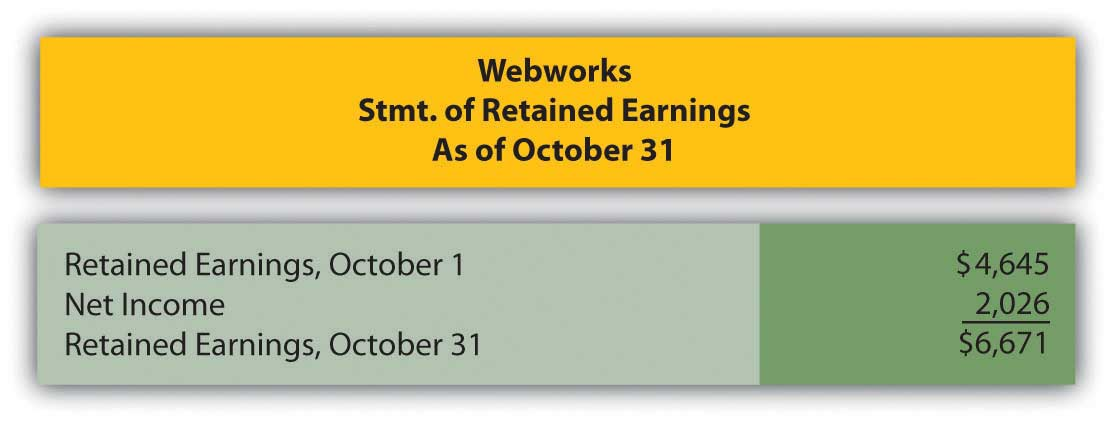 Webworks
Stmt. of Retained Earnings
As of October 31
Retained Earnings, October 1 $4,645
Net Income 2,026
Retained Earnings, October 31 $6,671